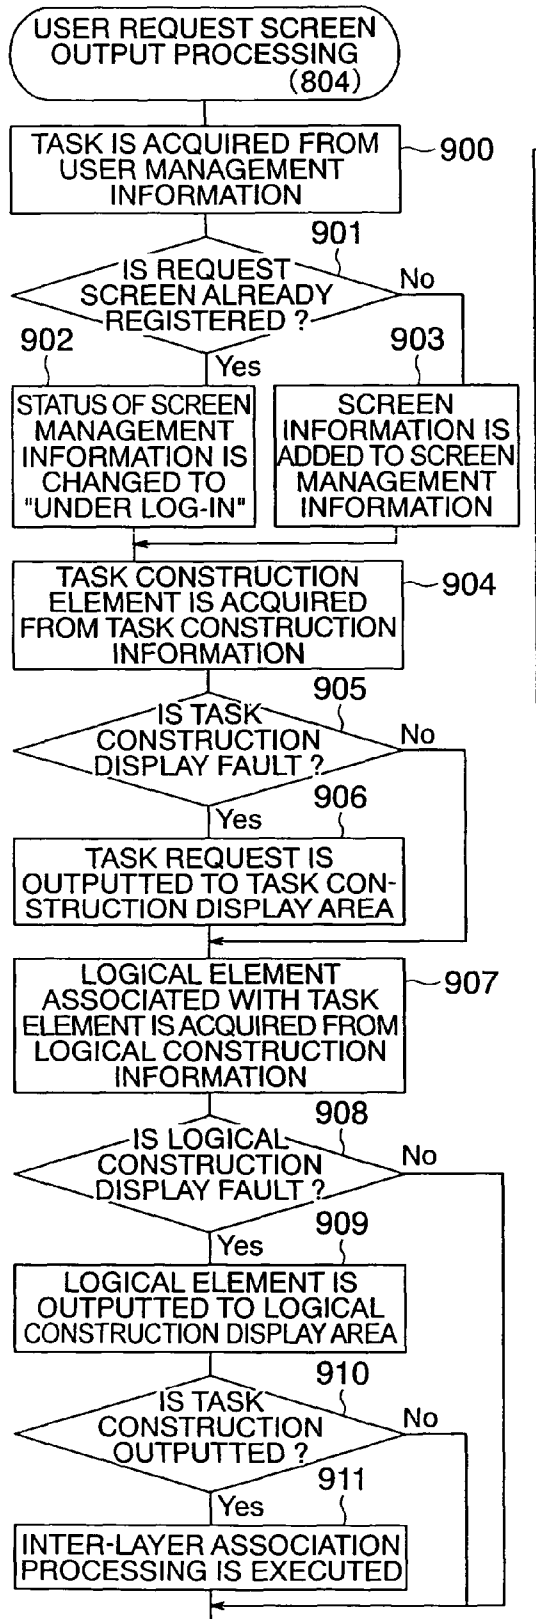 USER REQUEST SCREEN
OUTPUT PROCESSING
(804)
TASK IS ACQUIRED FROM
USER MANAGEMENT
INFORMATION
900
901
IS REQUEST
SCREEN ALREADY
REGISTERED ?
No
902
Yes
903
STATUS OF SCREEN
MANAGEMENT
INFORMATION IS
CHANGED TO
"UNDER LOG-IN"
SCREEN
INFORMATION IS
ADDED TO SCREEN
MANAGEMENT
INFORMATION
TASK CONSTRUCTION
ELEMENT IS ACQUIRED
FROM TASK CONSTRUCTION
INFORMATION
904
905
IS TASK
CONSTRUCTION
DISPLAY FAULT ?
No
906
Yes
TASK REQUEST IS
OUTPUTTED TO TASK CON-
STRUCTION DISPLAY AREA
LOGICAL ELEMENT
ASSOCIATED WITH TASK
ELEMENT IS ACQUIRED FROM
LOGICAL CONSTRUCTION
INFORMATION
907
908
IS LOGICAL
CONSTRUCTION
DISPLAY FAULT ?
No
909
Yes
LOGICAL ELEMENT IS
OUTPUTTED TO LOGICAL
CONSTRUCTION DISPLAY AREA
910
IS TASK
CONSTRUCTION
OUTPUTTED ?
No
911
Yes
INTER-LAYER ASSOCIATION
PROCESSING IS EXECUTED